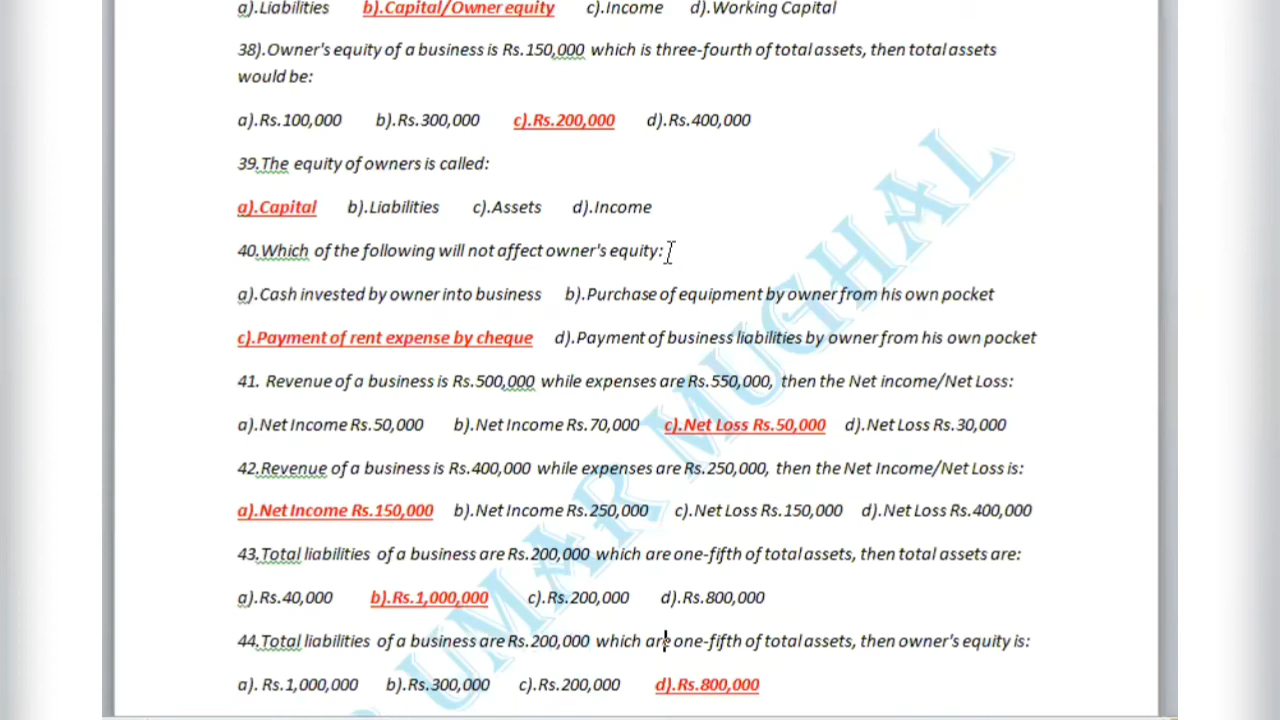 a).Liabilities b).Capital/Owner equity c).Income d).Working Capital
38).Owner's equity of a business is Rs.150,000 which is three-fourth of total assets, then total assets
would be:
a).Rs.100,000 b).Rs.300,000 c).Rs.200,000 d).Rs.400,000
39.The equity of owners is called:
a).Capital b).Liabilities c).Assets d).Income
40.Which of the following will not affect owner's equity:
a).Cash invested by owner into business b).Purchase of equipment by owner from his own pocket
c).Payment of rent expense by cheque d).Payment of business liabilities by owner from his own pocket
41. Revenue of a business is Rs.500,000 while expenses are Rs.550,000, then the Net income/Net Loss:
a).Net Income Rs.50,000 b).Net Income Rs.70,000 c).Net Loss Rs.50,000 d).Net Loss Rs.30,000
42.Revenue of a business is Rs.400,000 while expenses are Rs.250,000, then the Net Income/Net Loss is:
a).Net Income Rs.150,000 b).Net Income Rs.250,000 c).Net Loss Rs.150,000 d).Net Loss Rs.400,000
43.Total liabilities of a business are Rs.200,000 which are one-fifth of total assets, then total assets are:
a).Rs.40,000 b).Rs.1,000,000 c).Rs.200,000 d).Rs.800,000
44.Total liabilities of a business are Rs.200,000 which are one-fifth of total assets, then owner's equity is:
a). Rs.1,000,000 b).Rs.300,000 c).Rs.200,000 d).Rs.800,000
UMAR MUGHAL